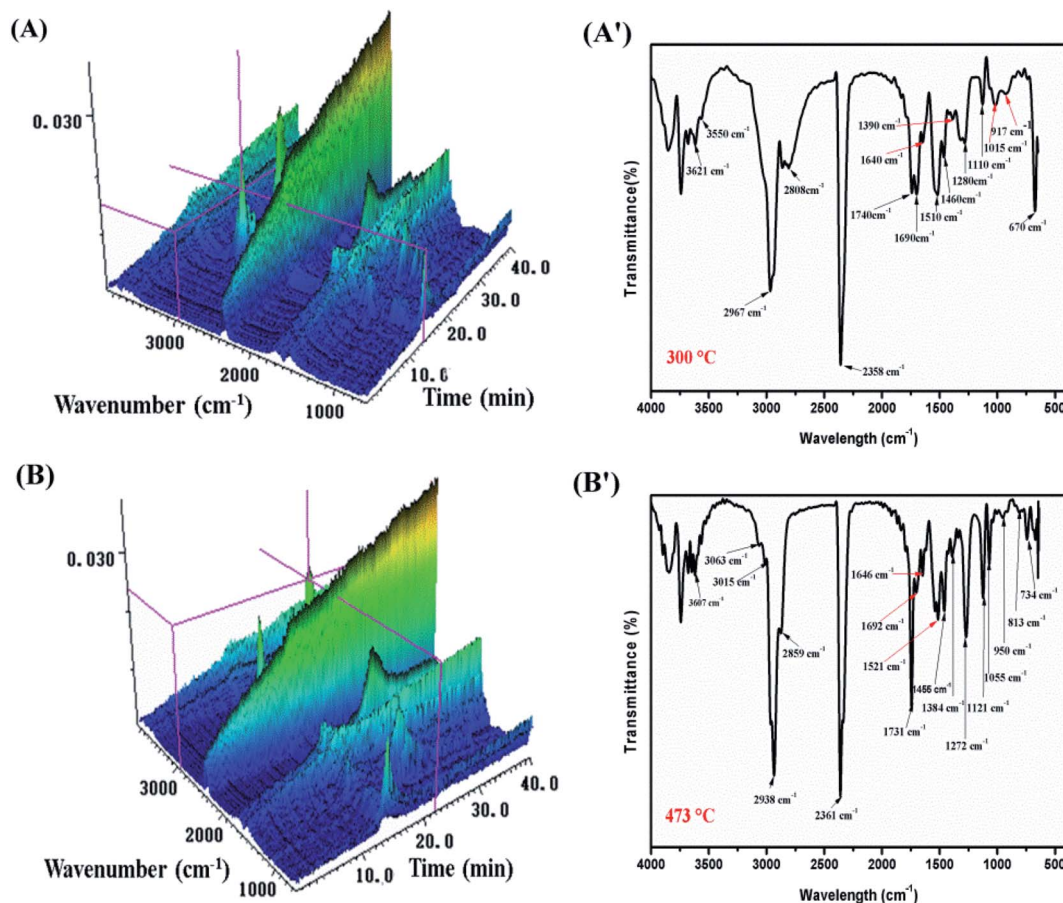 (A)
0.030
3000
2000
1000
Wavenumber (cm-1)
10.0
20.0
30.0
40.0
Time (min)
(A')
Transmittance(%)
3550 cm-1
3621 cm-1
2967 cm-1
2808cm-1
2358 cm-1
1390 cm-1
1640 cm-1
1740cm-1
1690cm-1
1510 cm-1
1460cm-1
1280cm-1
1110 cm-1
1015 cm-1
917 cm-1
670 cm-1
300 °C
4000 3500 3000 2500 2000 1500 1000 500
Wavelength (cm-1)
(B)
0.030
3000
2000
1000
Wavenumber (cm-1)
10.0
20.0
30.0
40.0
Time (min)
(B')
Transmittance (%)
3063 cm-1
3015 cm-1
3607 cm-1
2859 cm-1
2938 cm-1
2361 cm-1
1646 cm-1
1692 cm-1
1521 cm-1
1731 cm-1
1455 cm-1
1384 cm-1
1272 cm-1
1121 cm-1
1055 cm-1
950 cm-1
813 cm-1
734 cm-1
473 °C
4000 3500 3000 2500 2000 1500 1000 500
Wavelength (cm-1)